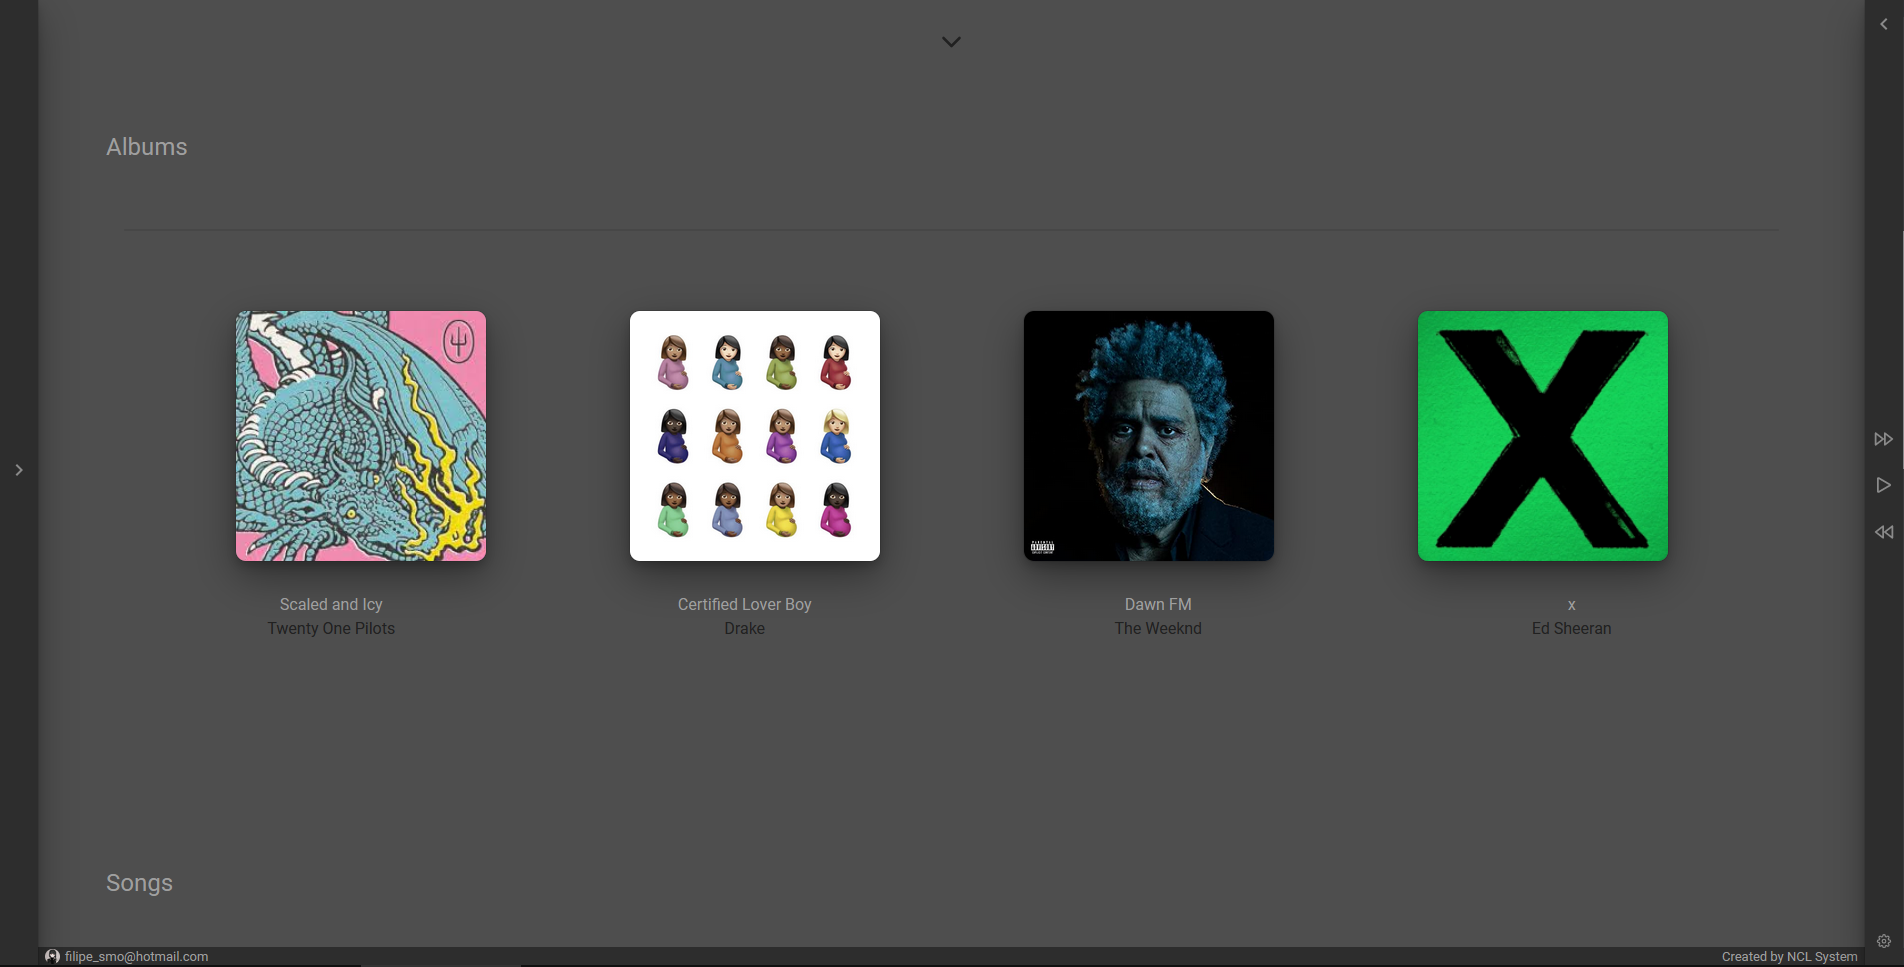 Albums
Scaled and Icy
Twenty One Pilots
Certified Lover Boy
Drake
Dawn FM
The Weeknd
x
Ed Sheeran
Songs
filipe_smo@hotmail.com
Created by NCL System